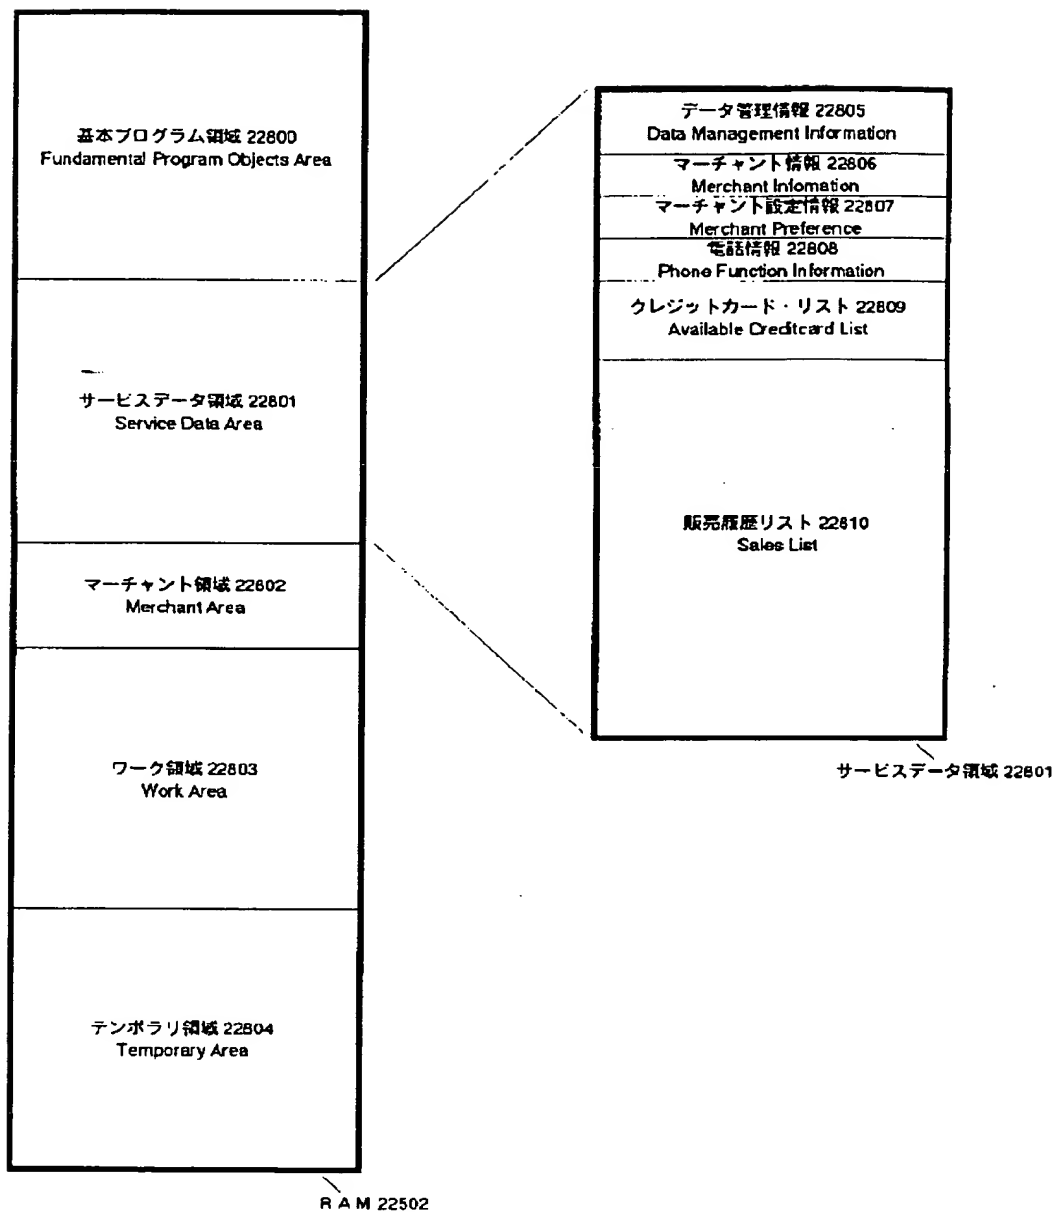 基本プログラム領域 22800
Fundamental Program Objects Area
サービスデータ領域 22801
Service Data Area
マーチャント領域 22802
Merchant Area
ワーク領域 22803
Work Area
テンポラリ領域 22804
Temporary Area
RAM 22502
データ管理情報 22805
Data Management Information
マーチャント情報 22806
Merchant Infomation
マーチャント設定情報 22807
Merchant Preference
電話情報 22808
Phone Function Information
クレジットカード・リスト 22809
Available Creditcard List
販売履歴リスト 22810
Sales List
サービスデータ領域 22801